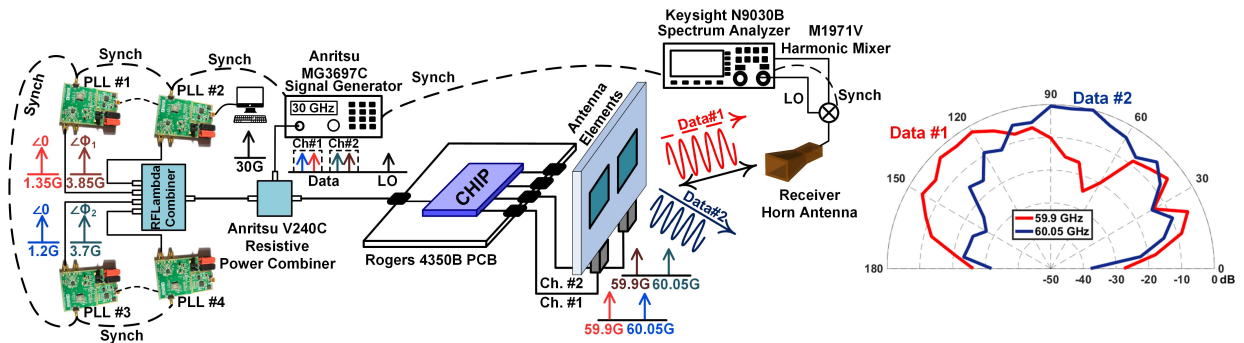 Synch
PLL #1
Synch
PLL #2
∠0
∠Φ1
1.35G
3.85G
∠0
∠Φ2
1.2G
3.7G
RFLambda
Combiner
PLL #3
PLL #4
Synch
Anritsu
MG3697C
Signal Generator
30 GHz
30G
Ch#1
Ch#2
Data
LO
Anritsu V240C
Resistive
Power Combiner
Synch
CHIP
Rogers 4350B PCB
Antenna
Elements
Ch. #2
Ch. #1
59.9G
60.05G
59.9G
60.05G
Data#1
Data#2
Keysight N9030B
Spectrum Analyzer
M1971V
Harmonic Mixer
LO
Synch
Receiver
Horn Antenna
Data #1
Data #2
90
120
60
150
30
180
59.9 GHz
60.05 GHz
-50
-40
-30
-20
-10
0
dB